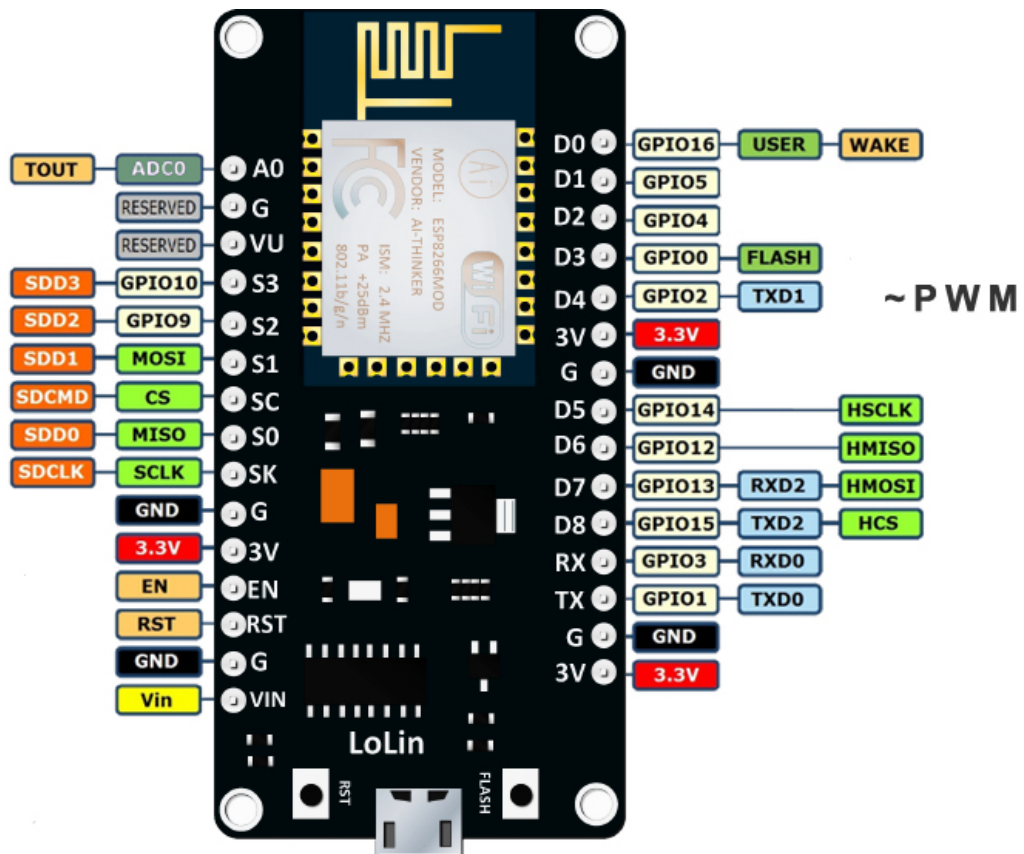 TOUT ADC0 A0
RESERVED G
RESERVED VU
SDD3 GPIO10 S3
SDD2 GPIO9 S2
SDD1 MOSI S1
SDCMD CS SC
SDD0 MISO S0
SDCLK SCLK SK
GND G
3.3V 3V
EN EN
RST RST
GND G
Vin VIN
FCC
Ai
MODEL: ESP8266MOD
VENDOR: AI-THINKER
WiFi
ISM: 2.4 MHZ
PA +25dBm
802.11b/g/n
D0 GPIO16 USER WAKE
D1 GPIO5
D2 GPIO4
D3 GPIO0 FLASH
D4 GPIO2 TXD1
3V 3.3V
G GND
D5 GPIO14 HSCLK
D6 GPIO12 HMISO
D7 GPIO13 RXD2 HMOSI
D8 GPIO15 TXD2 HCS
RX GPIO3 RXD0
TX GPIO1 TXD0
G GND
3V 3.3V
~PWM
LoLin
RST
FLASH